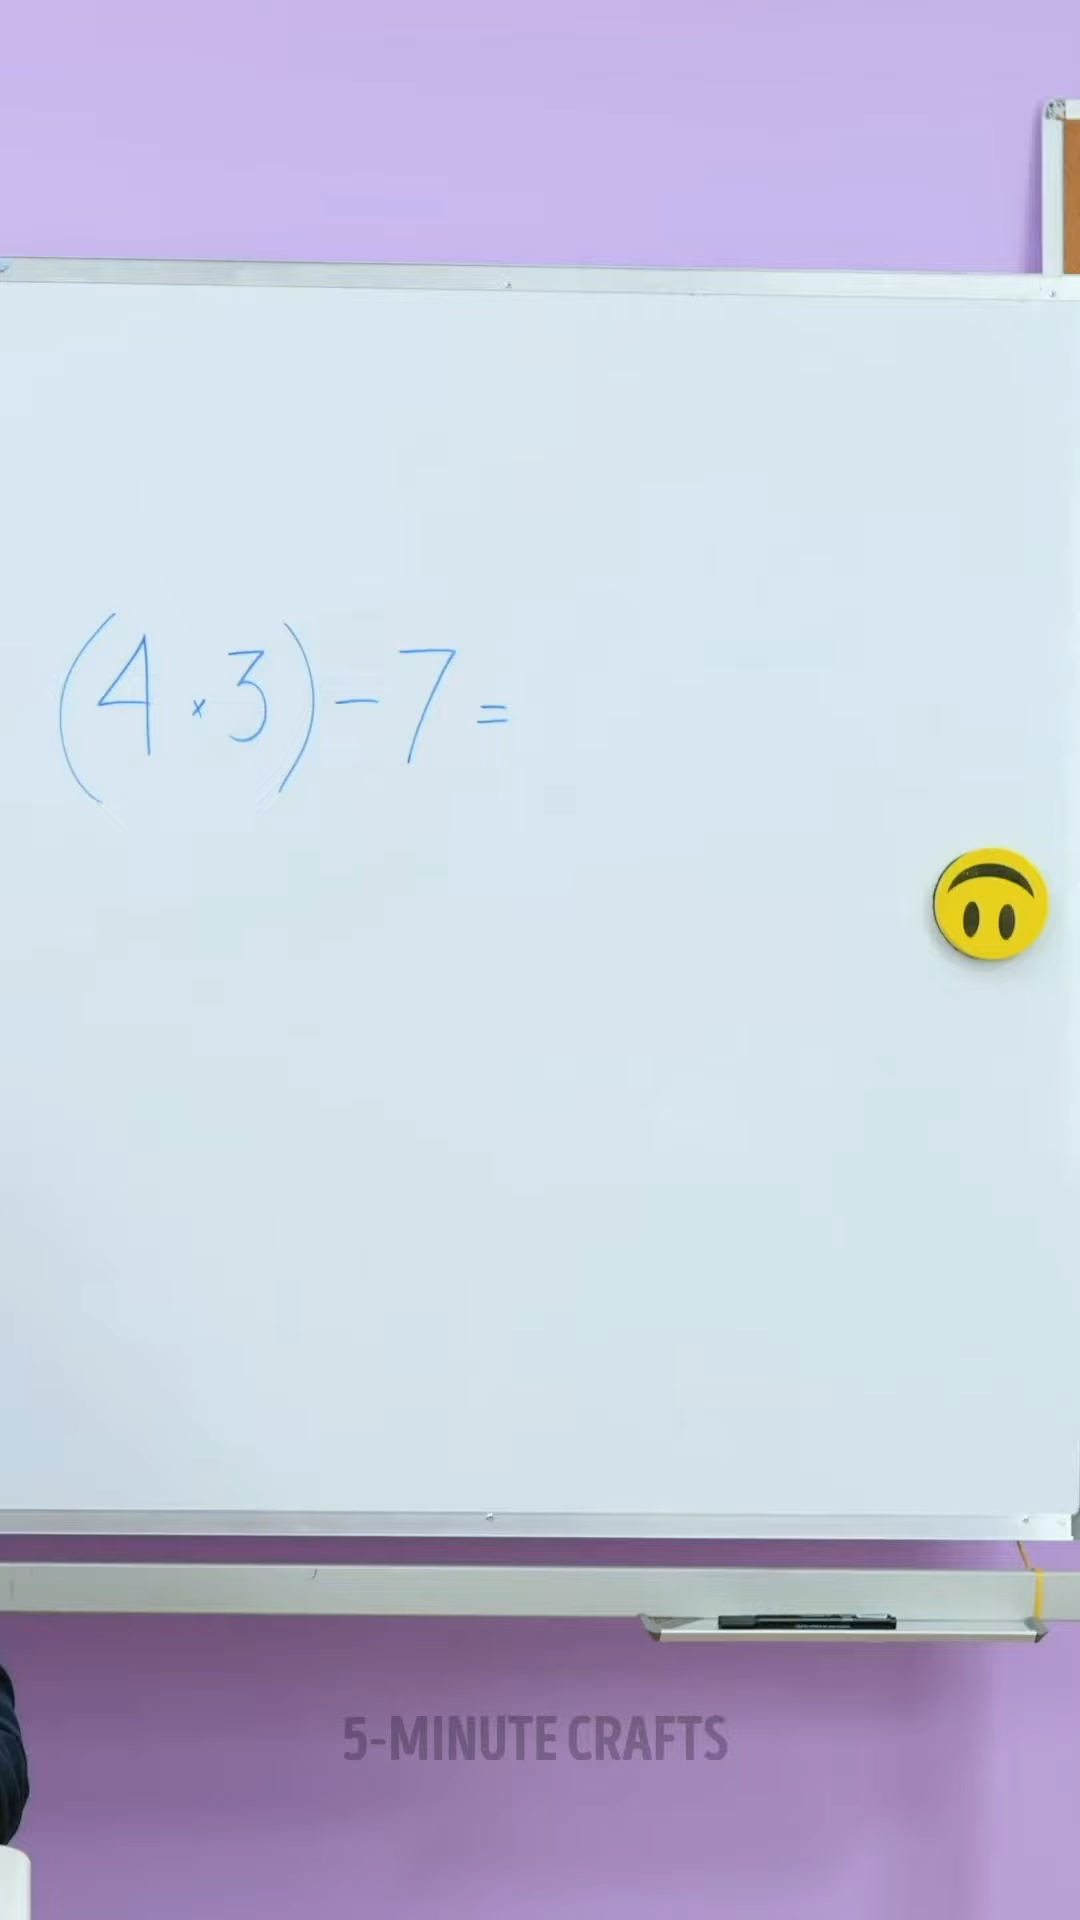 (4 × 3) – 7 =
5-MINUTE CRAFTS